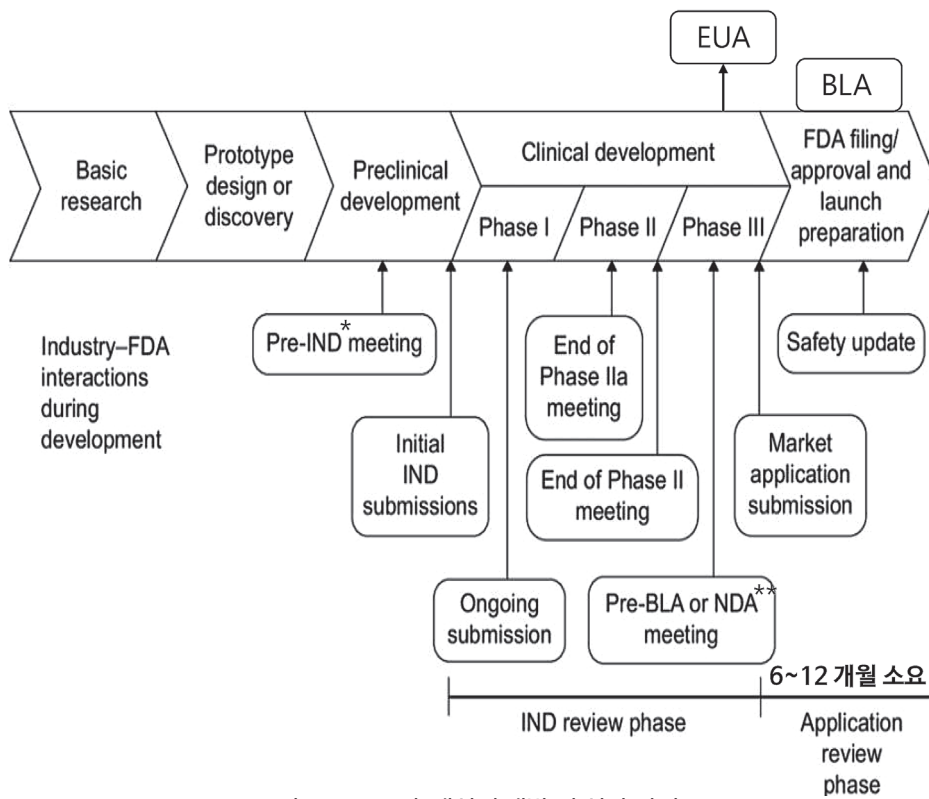 EUA
BLA
Basic
research
Prototype
design or
discovery
Preclinical
development
Clinical development
Phase I
Phase II
Phase III
FDA filing/
approval and
launch
preparation
Industry–FDA
interactions
during
development
Pre-IND* meeting
Initial
IND
submissions
Ongoing
submission
End of
Phase IIa
meeting
End of Phase II
meeting
Pre-BLA or NDA**
meeting
Market
application
submission
Safety update
6~12 개월 소요
IND review phase
Application
review
phase